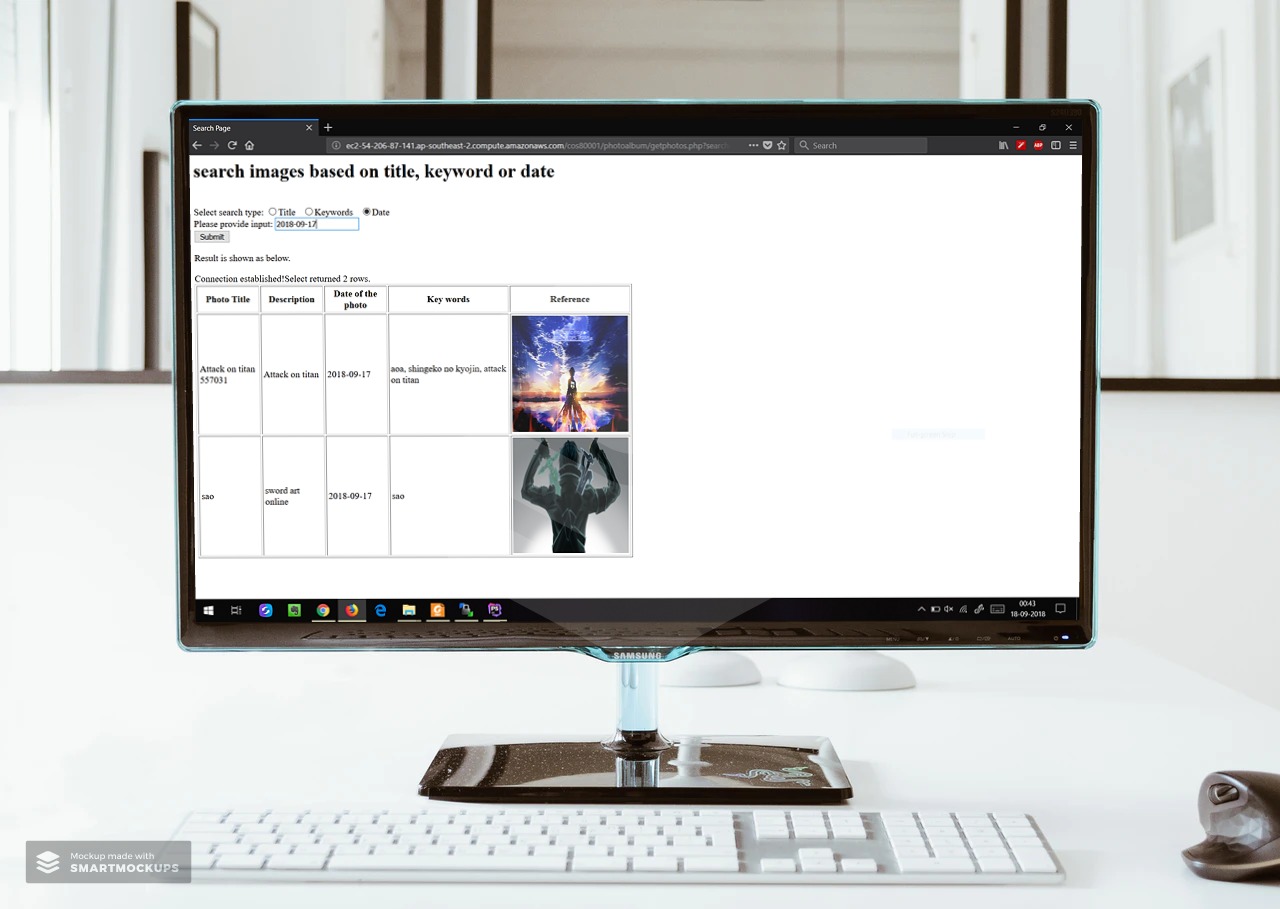 Search Page
ec2-54-206-87-141.ap-southeast-2.compute.amazonaws.com/cos80001/photoalbum/getphotos.php?search
Search
ABP
search images based on title, keyword or date
Select search type: Title Keywords Date
Please provide input: 2018-09-17
Submit
Result is shown as below.
Connection established!Select returned 2 rows.
Photo Title Description Date of the photo Key words Reference
Attack on titan 557031 Attack on titan 2018-09-17 aoa, shingeko no kyojin, attack on titan
sao sword art online 2018-09-17 sao
PS
00:43
18-09-2018
MENU AUTO
SAMSUNG
Mockup made with
SMARTMOCKUPS